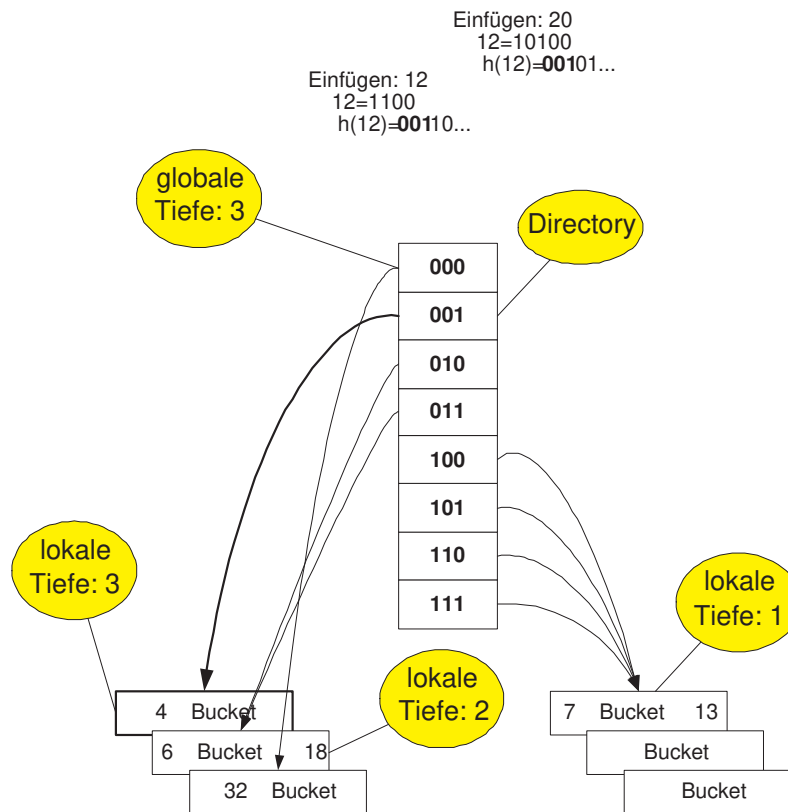 Einfügen: 20
12=10100
h(12)=00101...
Einfügen: 12
12=1100
h(12)=00110...
globale
Tiefe: 3
Directory
000
001
010
011
100
101
110
111
lokale
Tiefe: 3
lokale
Tiefe: 1
lokale
Tiefe: 2
4 Bucket
6 Bucket 18
32 Bucket
7 Bucket 13
Bucket
Bucket